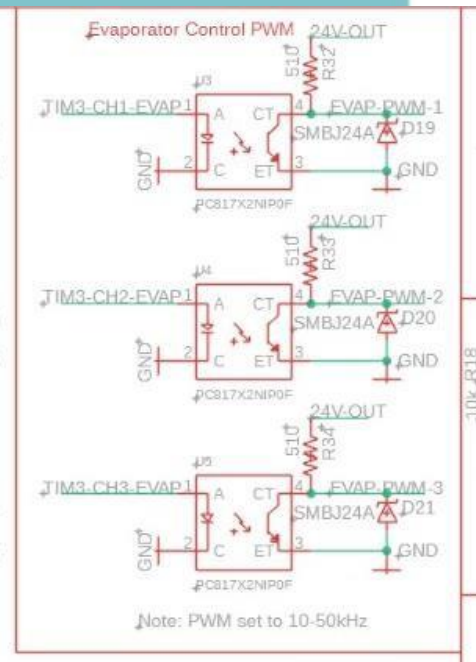 Evaporator Control PWM
24V-OUT
510
R32
U3
TIM3-CH1-EVAP
1
A
CT
4
EVAP-PWM-1
SMBJ24A
D19
GND
2
C
ET
3
GND
PC817X2NIP0F
24V-OUT
510
R33
U4
TIM3-CH2-EVAP
1
A
CT
4
EVAP-PWM-2
SMBJ24A
D20
GND
2
C
ET
3
GND
PC817X2NIP0F
10k
R18
24V-OUT
510
R34
U5
TIM3-CH3-EVAP
1
A
CT
4
EVAP-PWM-3
SMBJ24A
D21
GND
2
C
ET
3
GND
PC817X2NIP0F
Note: PWM set to 10-50kHz